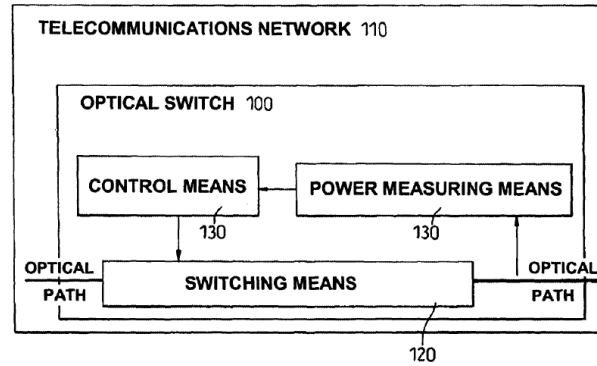 TELECOMMUNICATIONS NETWORK 110
OPTICAL SWITCH 100
CONTROL MEANS
POWER MEASURING MEANS
130
130
OPTICAL
PATH
SWITCHING MEANS
OPTICAL
PATH
120